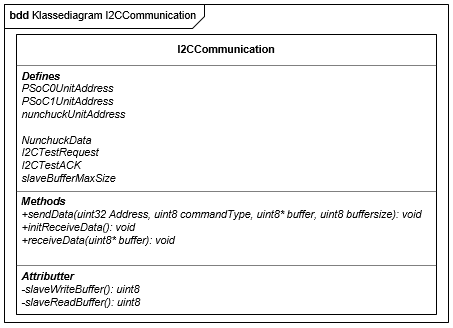 bdd Klassediagram I2CCommunication
I2CCommunication
Defines
PSoC0UnitAddress
PSoC1UnitAddress
nunchuckUnitAddress
NunchuckData
I2CTestRequest
I2CTestACK
slaveBufferMaxSize
Methods
+sendData(uint32 Address, uint8 commandType, uint8* buffer, uint8 buffersize): void
+initReceiveData(): void
+receiveData(uint8* buffer): void
Attributter
-slaveWriteBuffer(): uint8
-slaveReadBuffer(): uint8